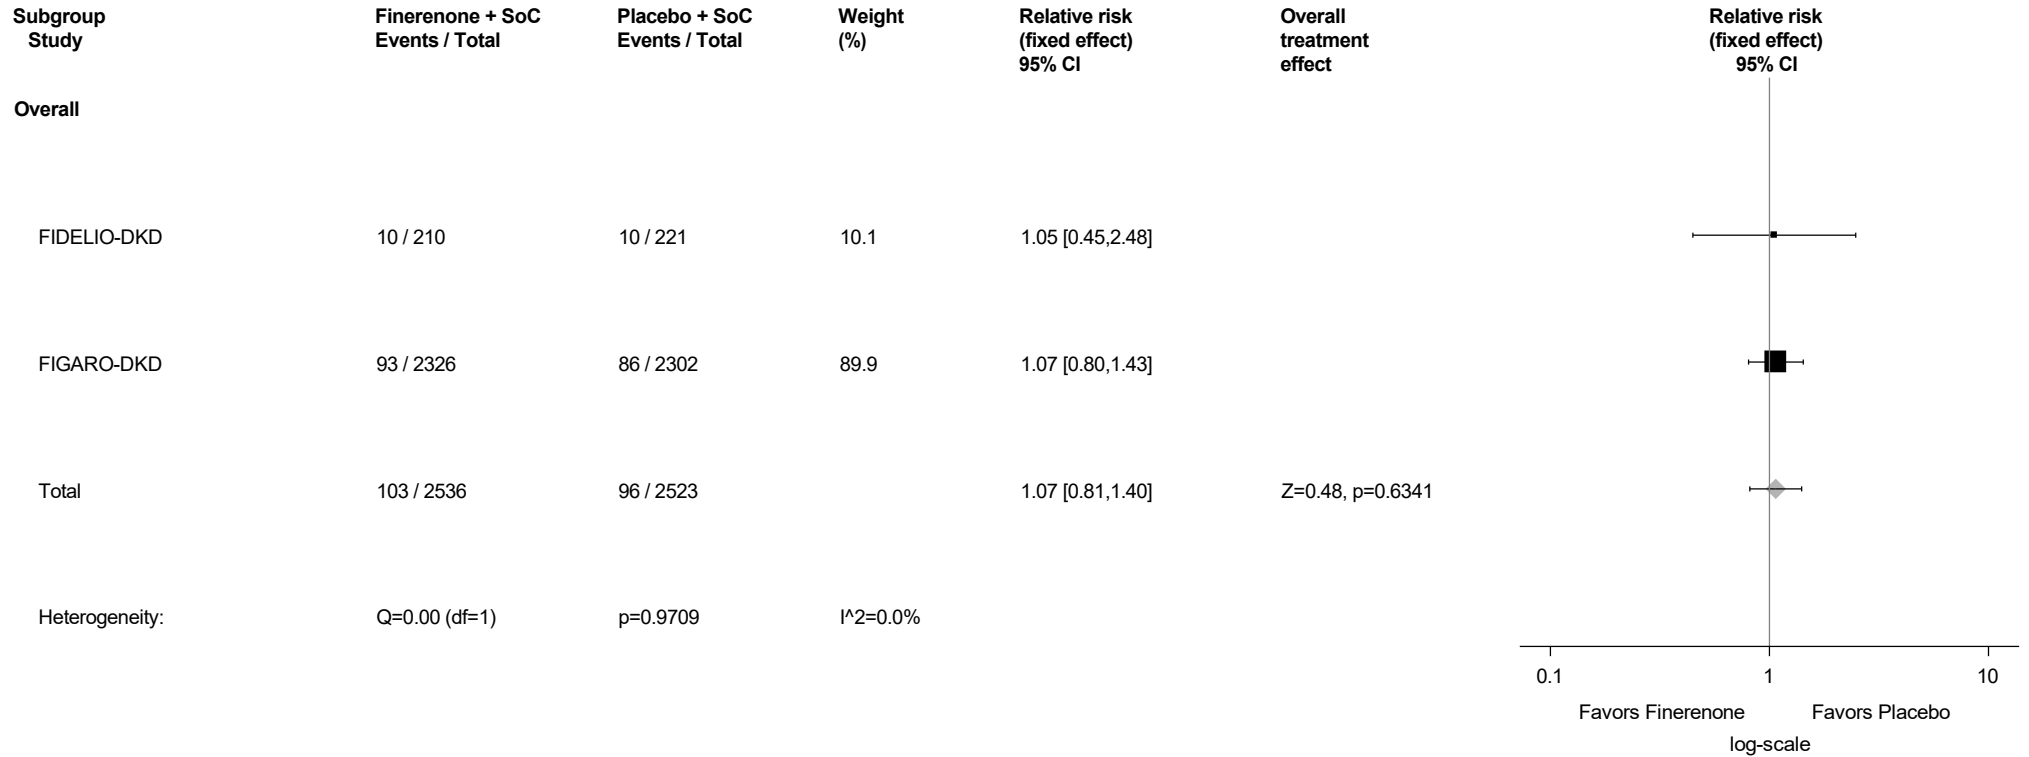 Subgroup Finerenone + SoC Placebo + SoC Weight Relative risk Overall Relative risk
Study Events / Total Events / Total (%) (fixed effect) treatment (fixed effect)
95% CI effect 95% CI
Overall
FIDELIO-DKD 10 / 210 10 / 221 10.1 1.05 [0.45,2.48]
FIGARO-DKD 93 / 2326 86 / 2302 89.9 1.07 [0.80,1.43]
Total 103 / 2536 96 / 2523 1.07 [0.81,1.40] Z=0.48, p=0.6341
Heterogeneity: Q=0.00 (df=1) p=0.9709 I^2=0.0%
0.1 1 10
Favors Finerenone Favors Placebo
log-scale